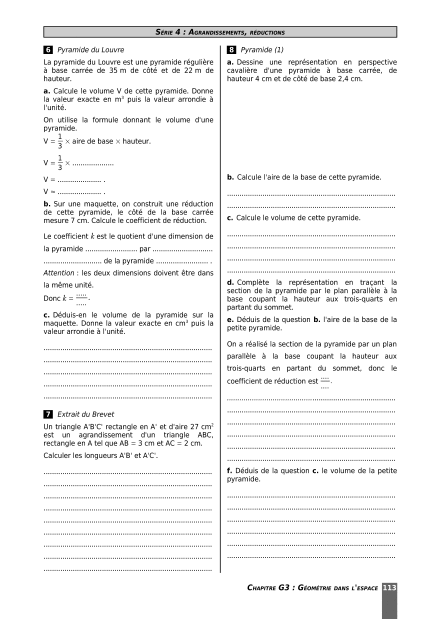 SÉRIE 4 : AGRANDISSEMENTS, RÉDUCTIONS
6 Pyramide du Louvre
La pyramide du Louvre est une pyramide régulière
à base carrée de 35 m de côté et de 22 m de
hauteur.
a. Calcule le volume V de cette pyramide. Donne
la valeur exacte en m³ puis la valeur arrondie à
l'unité.
On utilise la formule donnant le volume d'une
pyramide.
V = 1/3 × aire de base × hauteur.
V = 1/3 × ....................
V = ...................... .
V ≈ ...................... .
b. Sur une maquette, on construit une réduction
de cette pyramide, le côté de la base carrée
mesure 7 cm. Calcule le coefficient de réduction.
Le coefficient k est le quotient d'une dimension de
la pyramide ......................... par .............................
............................ de la pyramide ......................... .
Attention : les deux dimensions doivent être dans
la même unité.
Donc k = ...../..... .
c. Déduis-en le volume de la pyramide sur la
maquette. Donne la valeur exacte en cm³ puis la
valeur arrondie à l'unité.
7 Extrait du Brevet
Un triangle A'B'C' rectangle en A' et d'aire 27 cm²
est un agrandissement d'un triangle ABC,
rectangle en A tel que AB = 3 cm et AC = 2 cm.
Calculer les longueurs A'B' et A'C'.
8 Pyramide (1)
a. Dessine une représentation en perspective
cavalière d'une pyramide à base carrée, de
hauteur 4 cm et de côté de base 2,4 cm.
b. Calcule l'aire de la base de cette pyramide.
c. Calcule le volume de cette pyramide.
d. Complète la représentation en traçant la
section de la pyramide par le plan parallèle à la
base coupant la hauteur aux trois-quarts en
partant du sommet.
e. Déduis de la question b. l'aire de la base de la
petite pyramide.
On a réalisé la section de la pyramide par un plan
parallèle à la base coupant la hauteur aux
trois-quarts en partant du sommet, donc le
coefficient de réduction est ...../..... .
f. Déduis de la question c. le volume de la petite
pyramide.
CHAPITRE G3 : GÉOMÉTRIE DANS L'ESPACE 113